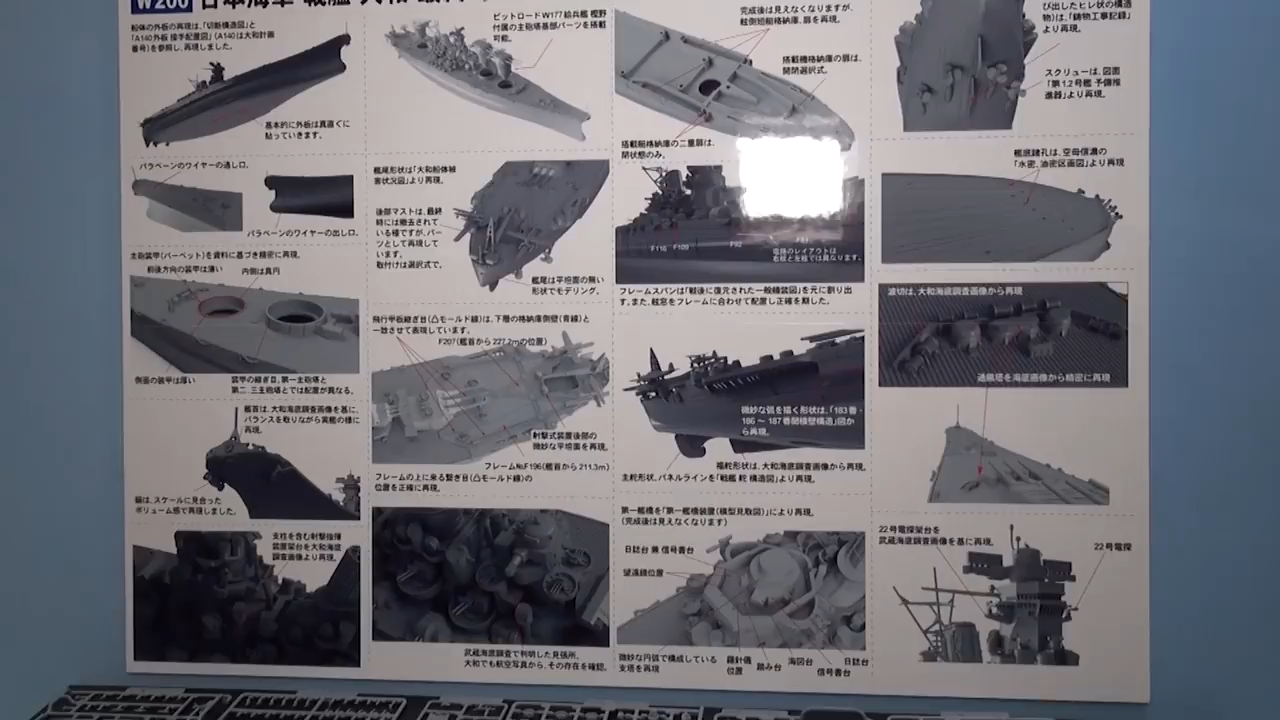 W200 日本海軍 戦艦 大和
船体の外板の再現は、「切断構造図」と
「A140外板 接手配置図」(A140は大和計画
番号)を参照し、再現しました。
基本的に外板は真直ぐに
貼っていきます。
パラベーンのワイヤーの通し口。
パラベーンのワイヤーの出し口。
主砲装甲(バーベット)を資料に基づき精密に再現。
前後方向の装甲は薄い
内側は真円
側面の装甲は厚い
装甲の継ぎ目。第一主砲塔と
第二、三主砲塔とでは配置が異なる。
艦首は、大和海底調査画像を基に、
バランスを取りながら実艦の様に
再現。
錨は、スケールに見合った
ボリューム感で再現しました。
支柱を含む射撃指揮
装置架台を大和海底
調査画像より再現。
ピットロードW177給兵艦 樫野
付属の主砲塔基部パーツを搭載
可能。
艦尾形状は「大和船体被
害状況図」より再現。
後部マストは、最終
時には撤去されて
いる様ですが、パー
ツとして再現して
います。
取付けは選択式で。
艦尾は平坦面の無い
形状でモデリング。
飛行甲板継ぎ目(凸モールド線)は、下層の格納庫側壁(青線)と
一致させて表現しています。
F207(艦首から227.2mの位置)
射撃式装置後部の
微妙な平坦面を再現。
フレーム№F196(艦首から211.3m)
フレームの上に来る繋ぎ目(凸モールド線)の
位置を正確に再現。
武蔵海底調査で判明した見張所。
大和でも航空写真から、その存在を確認。
完成後は見えなくなりますが、
舷側短艇格納庫、扉を再現。
搭載機格納庫の扉は、
開閉選択式。
搭載艇格納庫の二重扉は、
閉状態のみ。
F116
F109
F92
電路のレイアウトは
右舷と左舷では異なります。
フレームスパンは「戦後に復元された一般艤装図」を元に割り出
す。また、舷窓をフレームに合わせて配置し正確を期した。
微妙な弧を描く形状は、「183番・
186 〜 187番間横壁構造」図か
ら再現。
福舵形状は、大和海底調査画像から再現。
主舵形状、パネルラインを「戦艦 舵 構造図」より再現。
第一艦橋を「第一艦橋装置(模型見取図)」により再現。
(完成後は見えなくなります)
日誌台 兼 信号書台
望遠鏡位置
微妙な円弧で構成している
支塔を再現
羅針儀
位置
踏み台
海図台
信号書台
日誌台
び出したヒレ状の構造
物)は、「鋳物工事記録」
より再現。
スクリューは、図面
「第1.2号艦 予備推
進器」より再現。
艦底諸孔は、空母信濃の
「水密、油密区画図」より再現
波切は、大和海底調査画像から再現
通風塔を海底画像から精密に再現
22号電探架台を
武蔵海底調査画像を基に再現。
22号電探